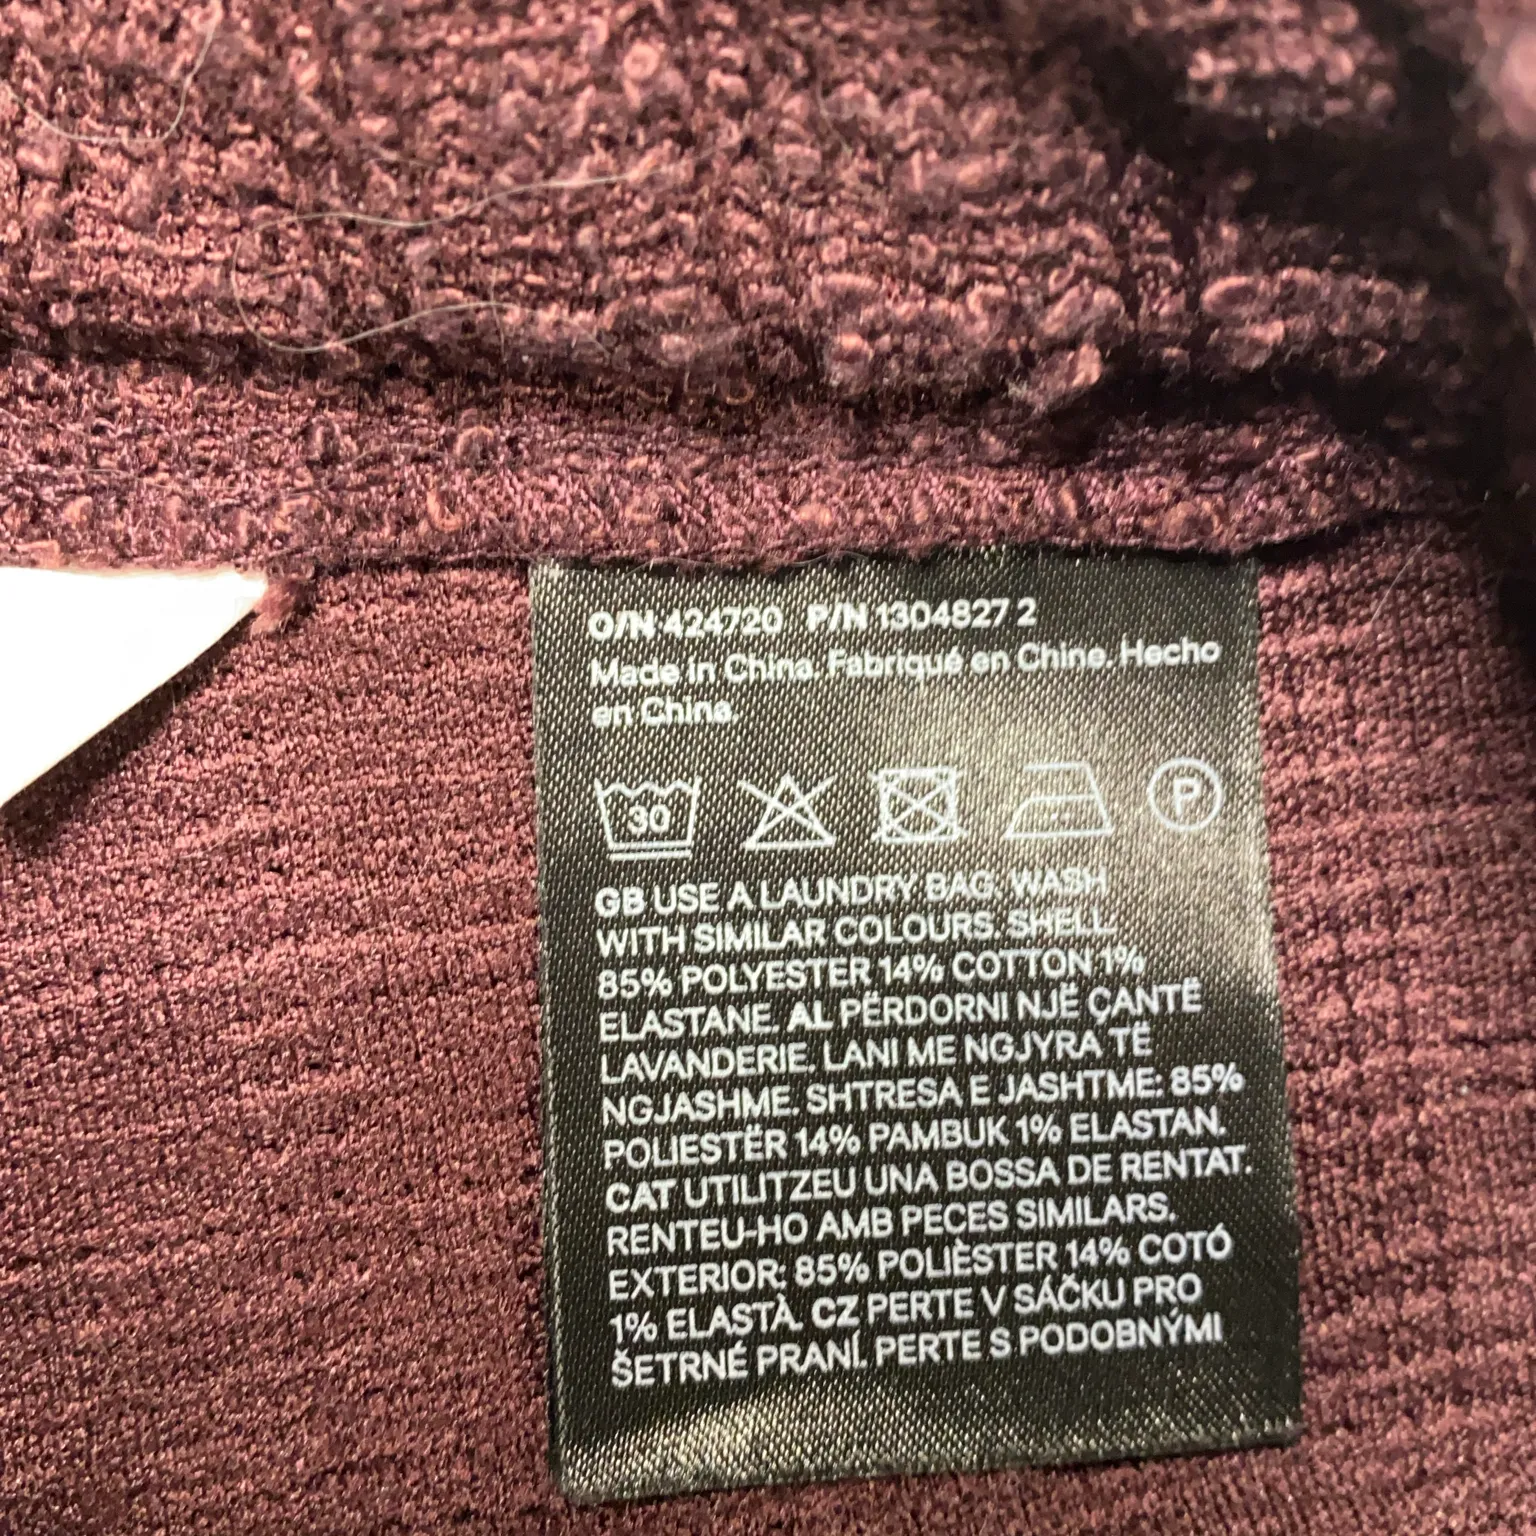 O/N 424720 P/N 1304827 2
Made in China. Fabriqué en Chine. Hecho
en China.
30 P
GB USE A LAUNDRY BAG. WASH
WITH SIMILAR COLOURS. SHELL
85% POLYESTER 14% COTTON 1%
ELASTANE. AL PËRDORNI NJË ÇANTË
LAVANDERIE. LANI ME NGJYRA TË
NGJASHME. SHTRESA E JASHTME: 85%
POLIESTËR 14% PAMBUK 1% ELASTAN.
CAT UTILITZEU UNA BOSSA DE RENTAT.
RENTEU-HO AMB PECES SIMILARS.
EXTERIOR: 85% POLIÈSTER 14% COTÓ
1% ELASTÀ. CZ PERTE V SÁČKU PRO
ŠETRNÉ PRANÍ. PERTE S PODOBNÝMI